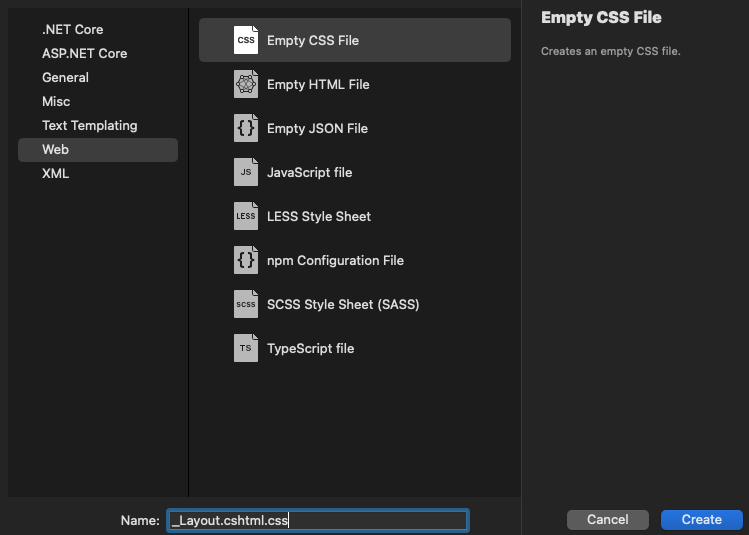 .NET Core
ASP.NET Core
General
Misc
Text Templating
Web
XML
CSS Empty CSS File
Empty HTML File
{} Empty JSON File
JS JavaScript file
LESS LESS Style Sheet
{} npm Configuration File
SCSS SCSS Style Sheet (SASS)
TS TypeScript file
Empty CSS File
Creates an empty CSS file.
Name: _Layout.cshtml.css
Cancel Create